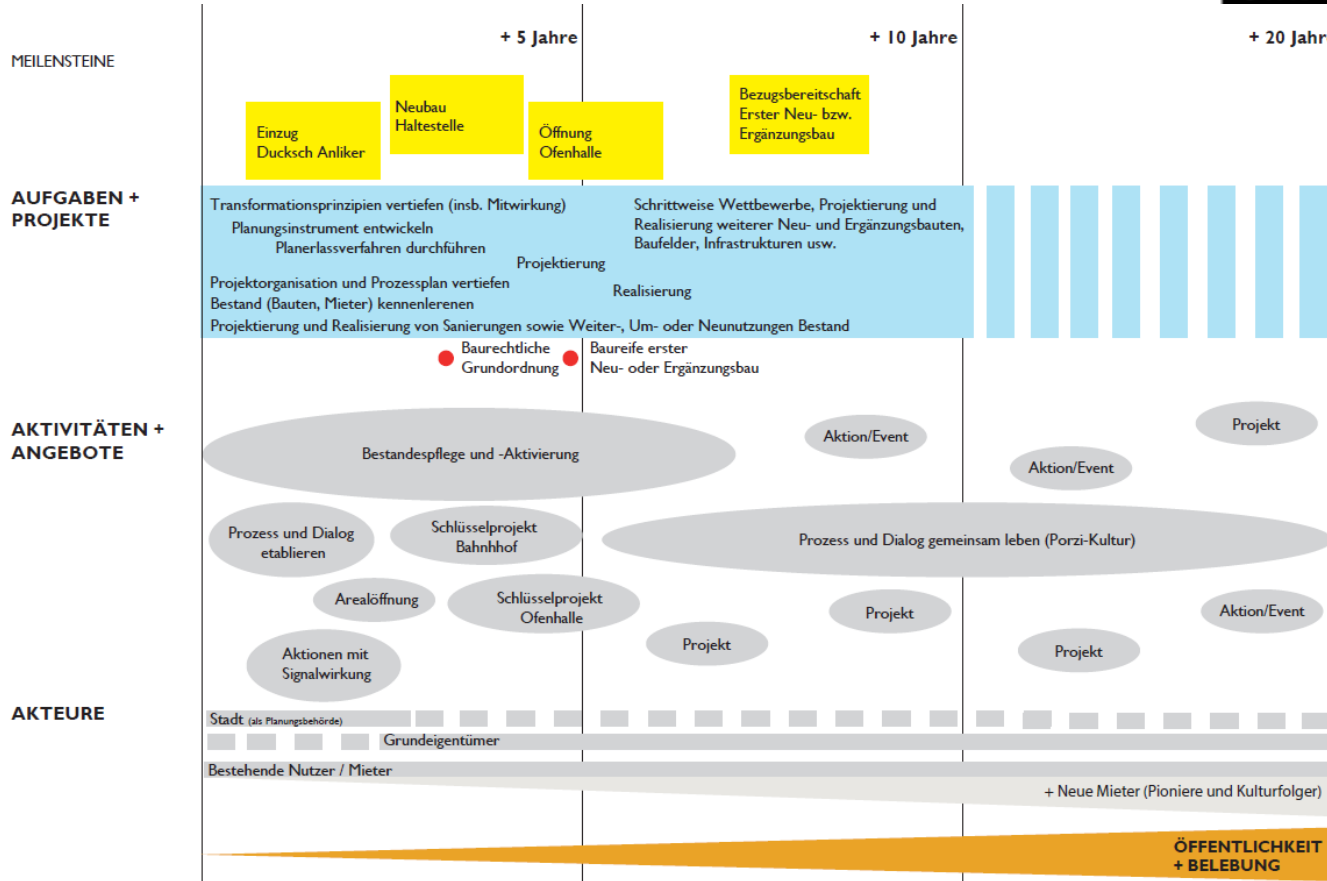 + 5 Jahre
+ 10 Jahre
+ 20 Jahr
MEILENSTEINE
Einzug
Ducksch Anliker
Neubau
Haltestelle
Öffnung
Ofenhalle
Bezugsbereitschaft
Erster Neu- bzw.
Ergänzungsbau
AUFGABEN +
PROJEKTE
Transformationsprinzipien vertiefen (insb. Mitwirkung)
Planungsinstrument entwickeln
Planerlassverfahren durchführen
Projektierung
Projektorganisation und Prozessplan vertiefen
Bestand (Bauten, Mieter) kennenlerenen
Realisierung
Projektierung und Realisierung von Sanierungen sowie Weiter-, Um- oder Neunutzungen Bestand
Schrittweise Wettbewerbe, Projektierung und
Realisierung weiterer Neu- und Ergänzungsbauten,
Baufelder, Infrastrukturen usw.
Baurechtliche
Grundordnung
Baureife erster
Neu- oder Ergänzungsbau
AKTIVITÄTEN +
ANGEBOTE
Bestandespflege und -Aktivierung
Aktion/Event
Aktion/Event
Projekt
Prozess und Dialog
etablieren
Schlüsselprojekt
Bahnhhof
Prozess und Dialog gemeinsam leben (Porzi-Kultur)
Arealöffnung
Schlüsselprojekt
Ofenhalle
Projekt
Projekt
Projekt
Aktion/Event
Aktionen mit
Signalwirkung
AKTEURE
Stadt (als Planungsbehörde)
Grundeigentümer
Bestehende Nutzer / Mieter
+ Neue Mieter (Pioniere und Kulturfolger)
ÖFFENTLICHKEIT
+ BELEBUNG